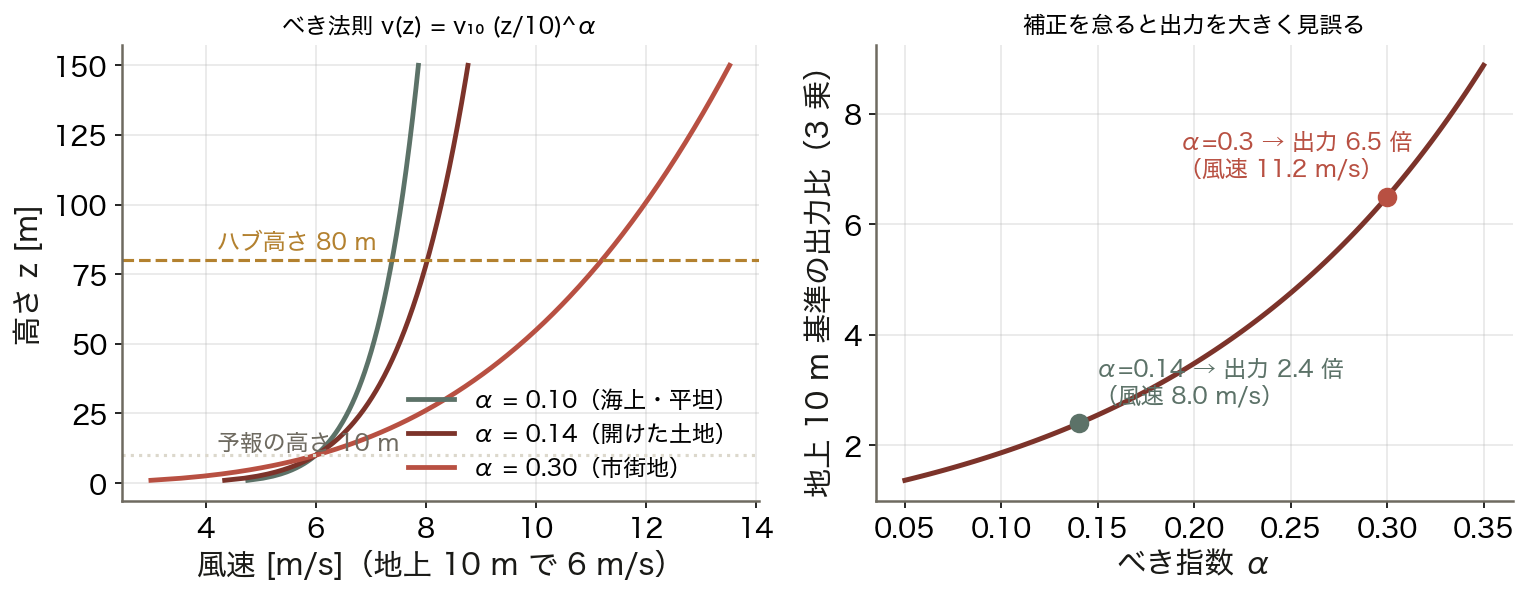 べき法則 v(z) = v₁₀ (z/10)^α
高さ z [m]
150
125
100
75
50
25
0
ハブ高さ 80 m
予報の高さ 10 m
α = 0.10（海上・平坦）
α = 0.14（開けた土地）
α = 0.30（市街地）
4 6 8 10 12 14
風速 [m/s]（地上 10 m で 6 m/s）
補正を怠ると出力を大きく見誤る
地上 10 m 基準の出力比（3 乗）
8
6
4
2
α=0.3 → 出力 6.5 倍
（風速 11.2 m/s）
α=0.14 → 出力 2.4 倍
（風速 8.0 m/s）
0.05 0.10 0.15 0.20 0.25 0.30 0.35
べき指数 α